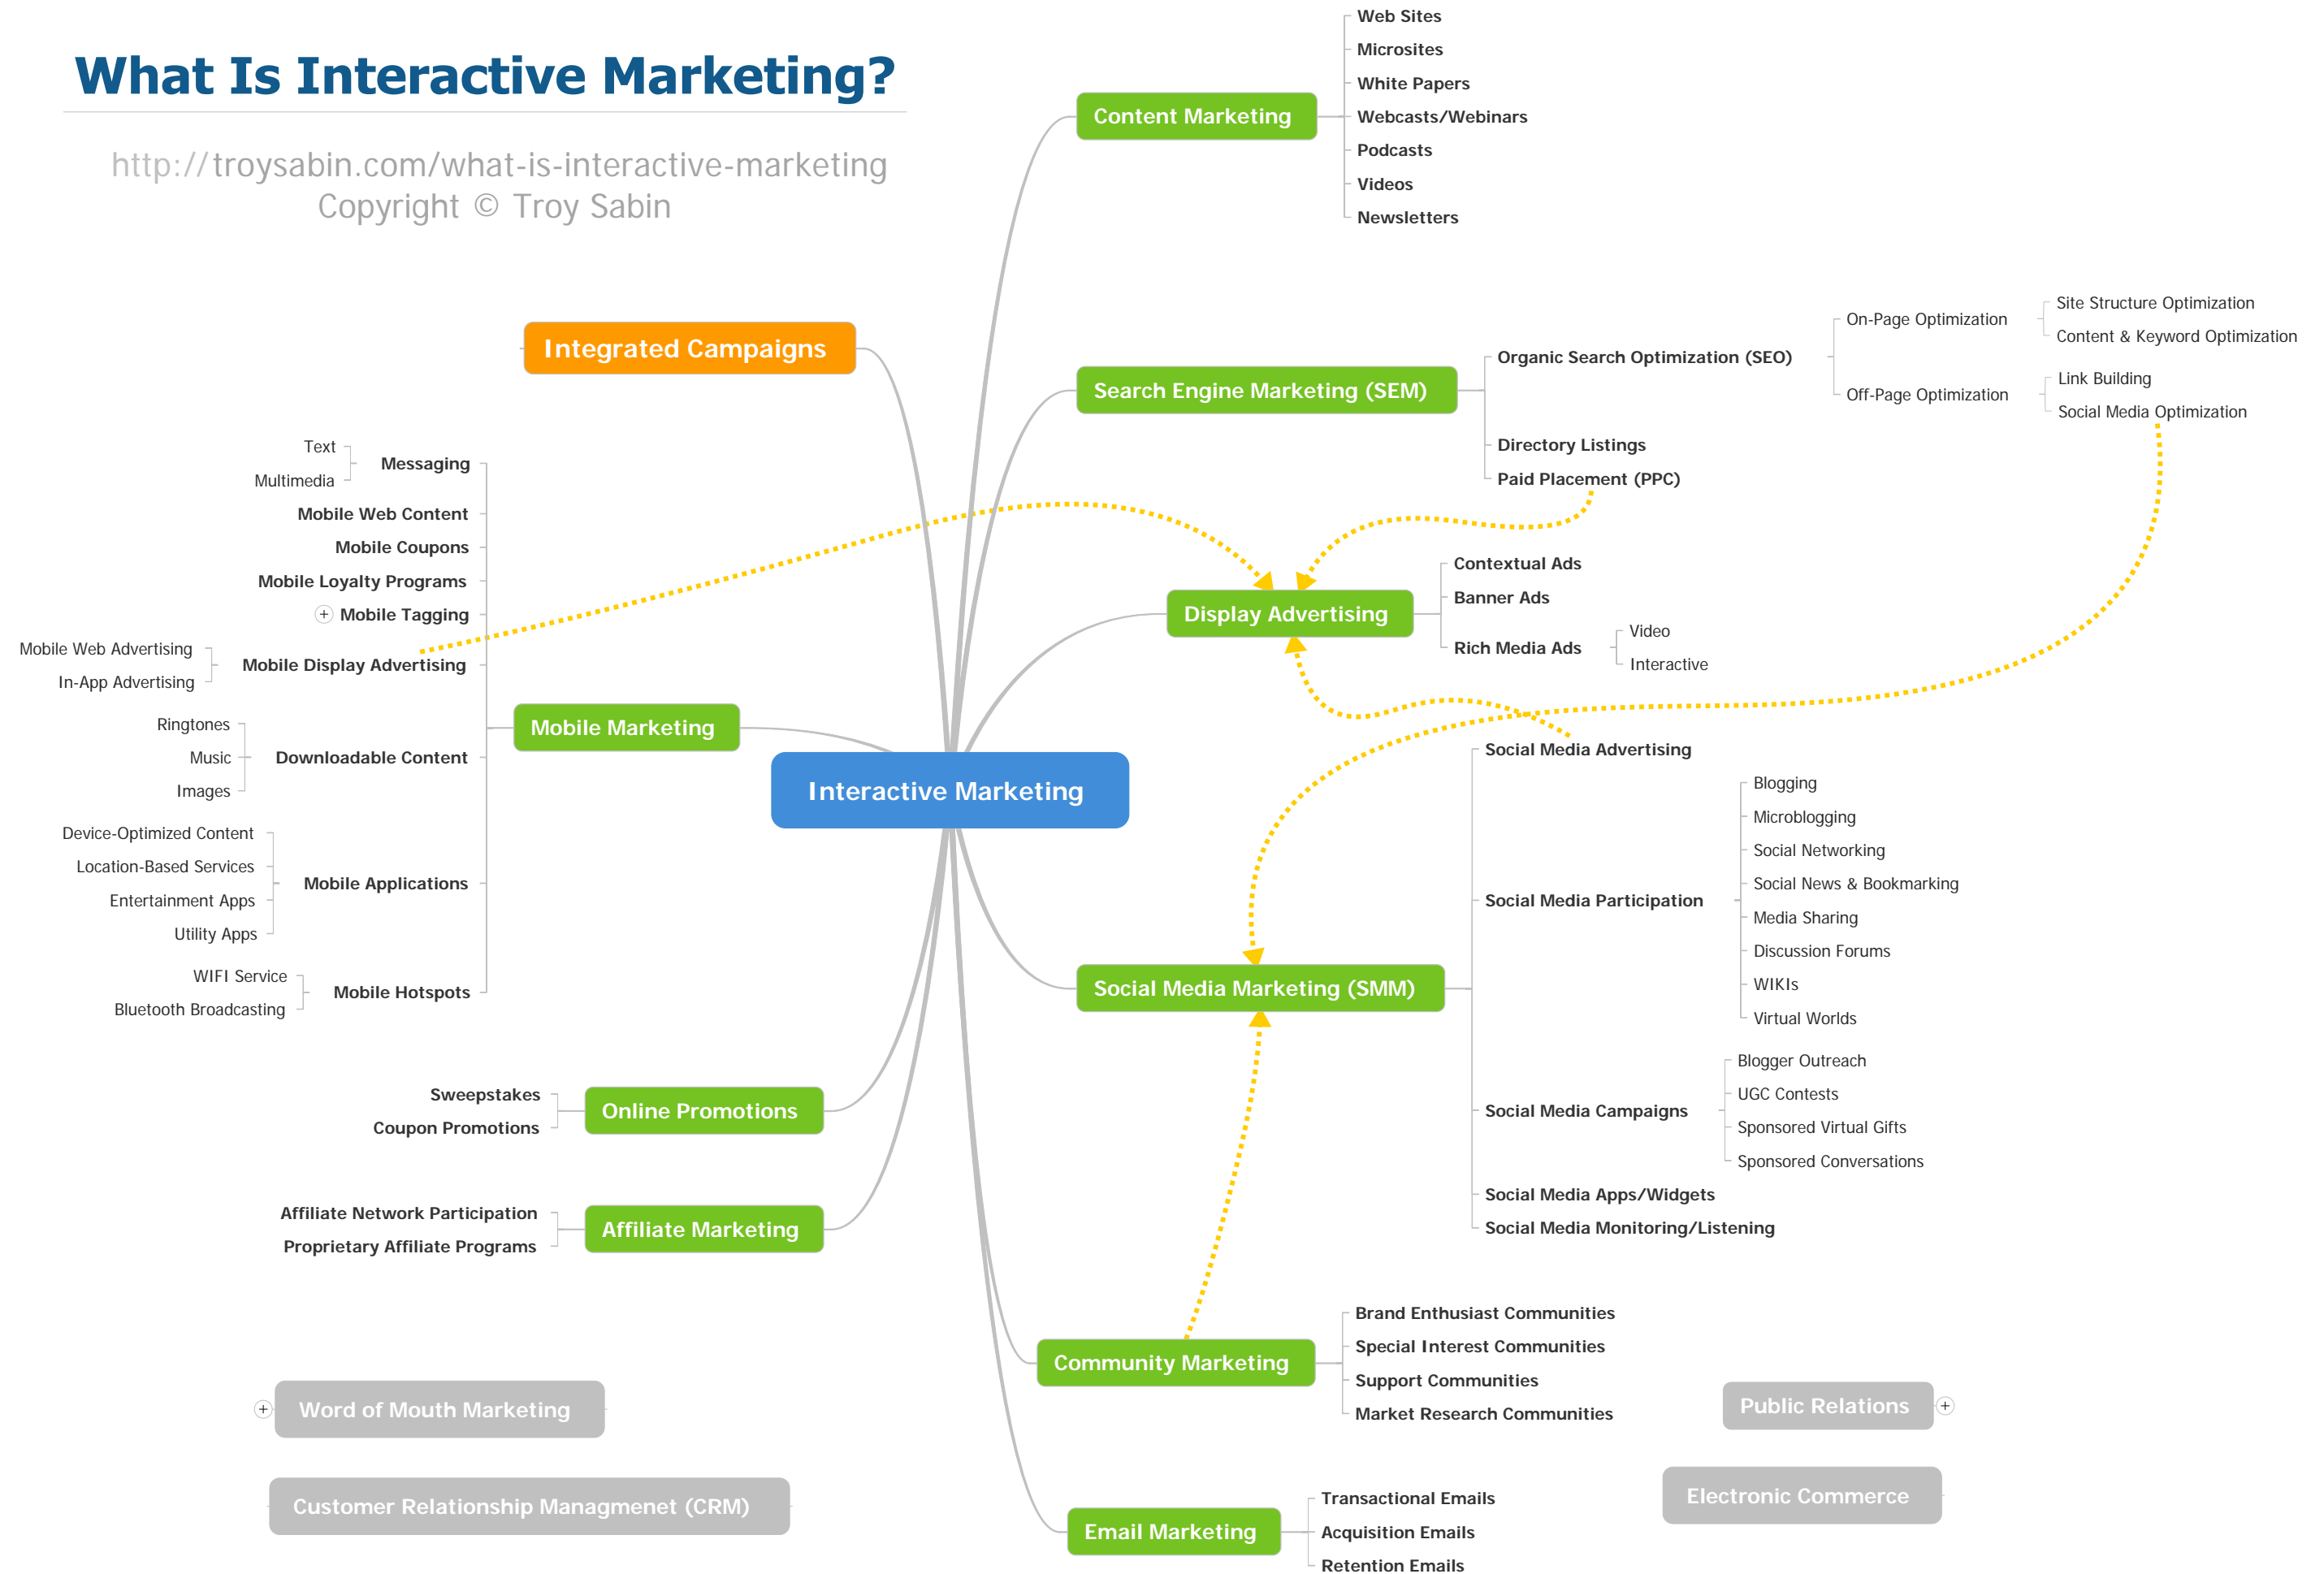 What Is Interactive Marketing?
http://troysabin.com/what-is-interactive-marketing
Copyright © Troy Sabin
Interactive Marketing
Content Marketing
Web Sites
Microsites
White Papers
Webcasts/Webinars
Podcasts
Videos
Newsletters
Search Engine Marketing (SEM)
Organic Search Optimization (SEO)
On-Page Optimization
Site Structure Optimization
Content & Keyword Optimization
Off-Page Optimization
Link Building
Social Media Optimization
Directory Listings
Paid Placement (PPC)
Display Advertising
Contextual Ads
Banner Ads
Rich Media Ads
Video
Interactive
Social Media Marketing (SMM)
Social Media Advertising
Social Media Participation
Blogging
Microblogging
Social Networking
Social News & Bookmarking
Media Sharing
Discussion Forums
WIKIs
Virtual Worlds
Social Media Campaigns
Blogger Outreach
UGC Contests
Sponsored Virtual Gifts
Sponsored Conversations
Social Media Apps/Widgets
Social Media Monitoring/Listening
Community Marketing
Brand Enthusiast Communities
Special Interest Communities
Support Communities
Market Research Communities
Email Marketing
Transactional Emails
Acquisition Emails
Retention Emails
Integrated Campaigns
Mobile Marketing
Messaging
Text
Multimedia
Mobile Web Content
Mobile Coupons
Mobile Loyalty Programs
Mobile Tagging
Mobile Display Advertising
Mobile Web Advertising
In-App Advertising
Downloadable Content
Ringtones
Music
Images
Mobile Applications
Device-Optimized Content
Location-Based Services
Entertainment Apps
Utility Apps
Mobile Hotspots
WIFI Service
Bluetooth Broadcasting
Online Promotions
Sweepstakes
Coupon Promotions
Affiliate Marketing
Affiliate Network Participation
Proprietary Affiliate Programs
Word of Mouth Marketing
Customer Relationship Managmenet (CRM)
Public Relations
Electronic Commerce